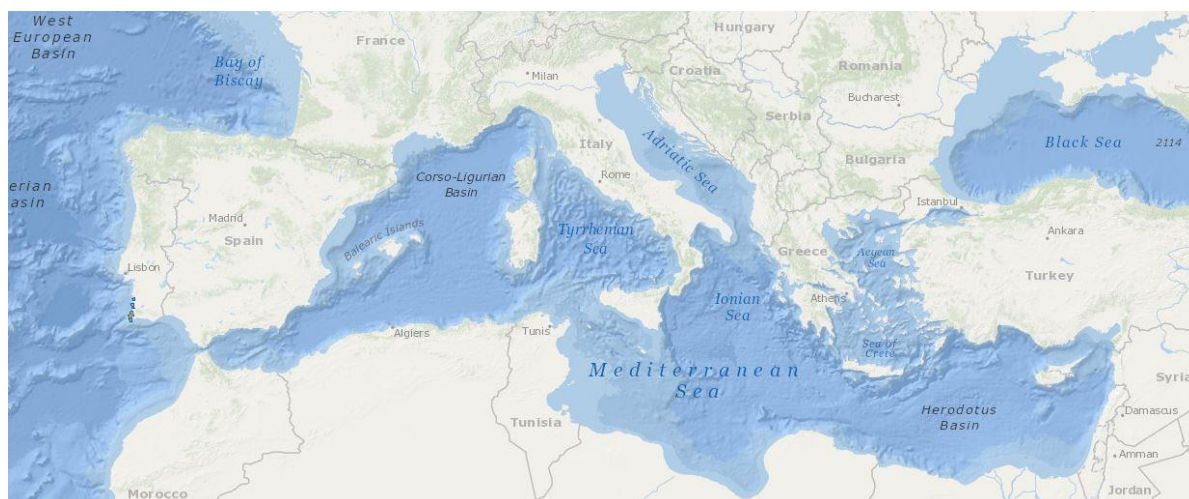 West
European
Basin
France
Bay of
Biscay
Hungary
Milan
Croatia
Romania
Bucharest
Serbia
Italy
Adriatic Sea
Black Sea
2114
Bulgaria
Corso-Ligurian
Basin
Rome
erian
asin
Istanbul
Madrid
Spain
Balearic Islands
Tyrrhenian
Sea
Ankara
Greece
Aegean
Sea
Lisbon
Turkey
Ionian
Sea
Athens
Algiers
Tunis
Sea of
Crete
Mediterranean
Sea
Syria
Herodotus
Basin
Damascus
Tunisia
Amman
Morocco
Jordan